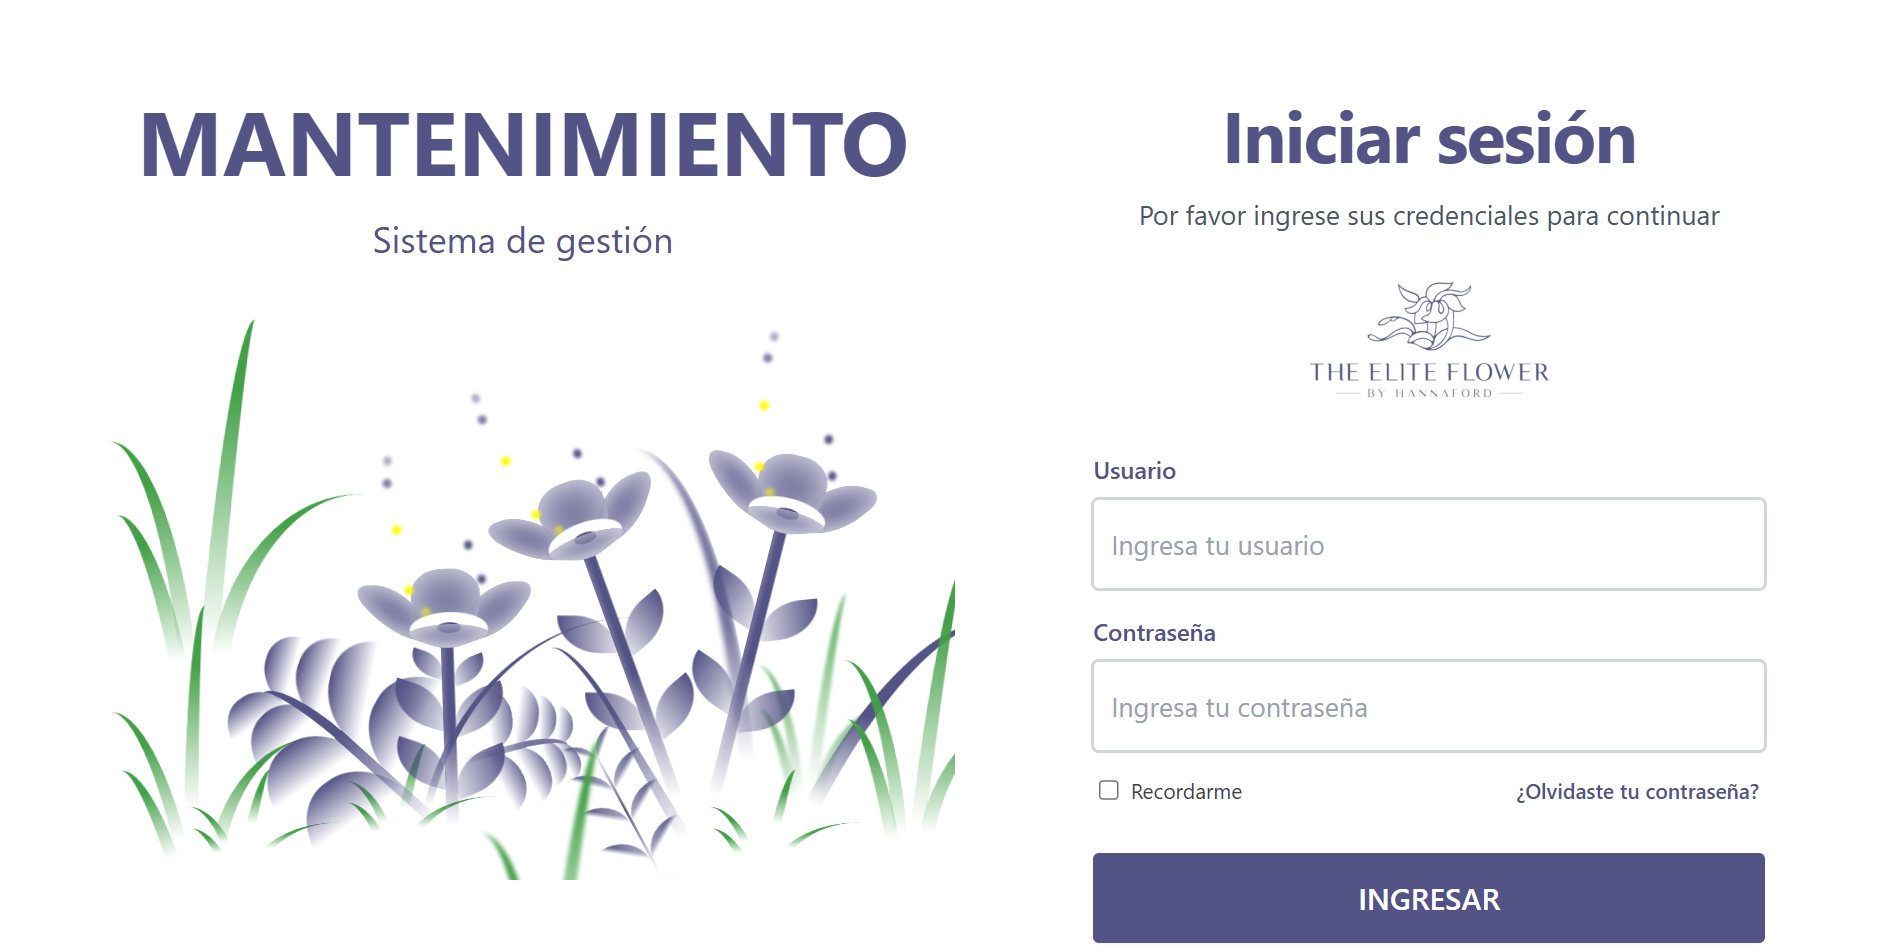 MANTENIMIENTO
Sistema de gestión
Iniciar sesión
Por favor ingrese sus credenciales para continuar
THE ELITE FLOWER
BY HANNAFORD
Usuario
Ingresa tu usuario
Contraseña
Ingresa tu contraseña
Recordarme
¿Olvidaste tu contraseña?
INGRESAR